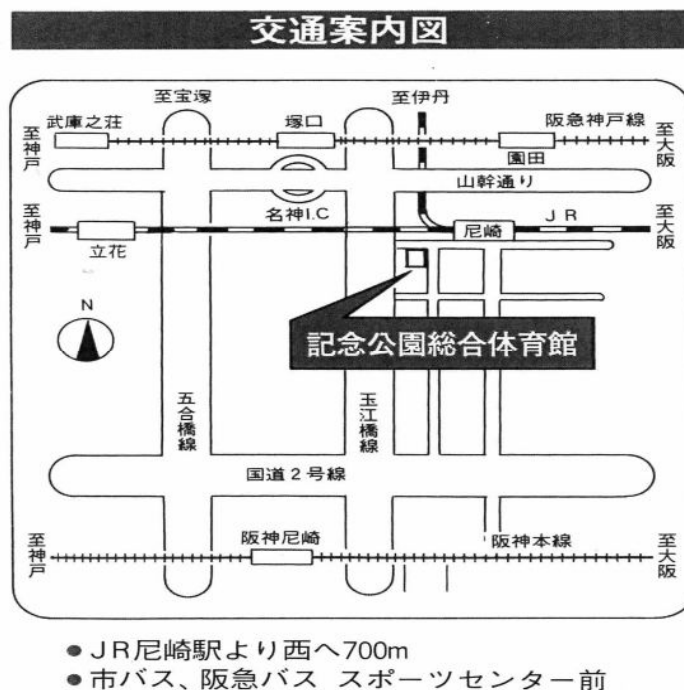 交通案内図
至宝塚
至伊丹
武庫之荘
塚口
阪急神戸線
至神戸
至大阪
園田
山幹通り
至神戸
名神I.C
JR
至大阪
尼崎
立花
N
記念公園総合体育館
五合橋線
玉江橋線
国道2号線
至神戸
阪神尼崎
阪神本線
至大阪
●JR尼崎駅より西へ700m
●市バス、阪急バス スポーツセンター前